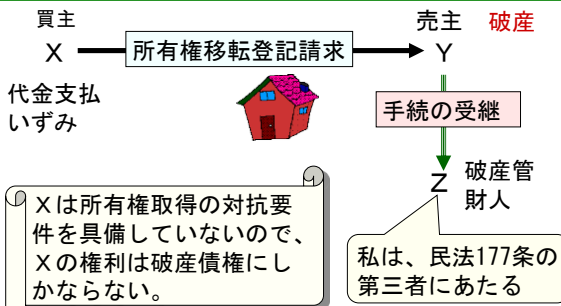 買主
X
代金支払
いずみ
所有権移転登記請求
売主 破産
Y
手続の受継
Z
破産管
財人
Xは所有権取得の対抗要
件を具備していないので、
Xの権利は破産債権にし
かならない。
私は、民法177条の
第三者にあたる